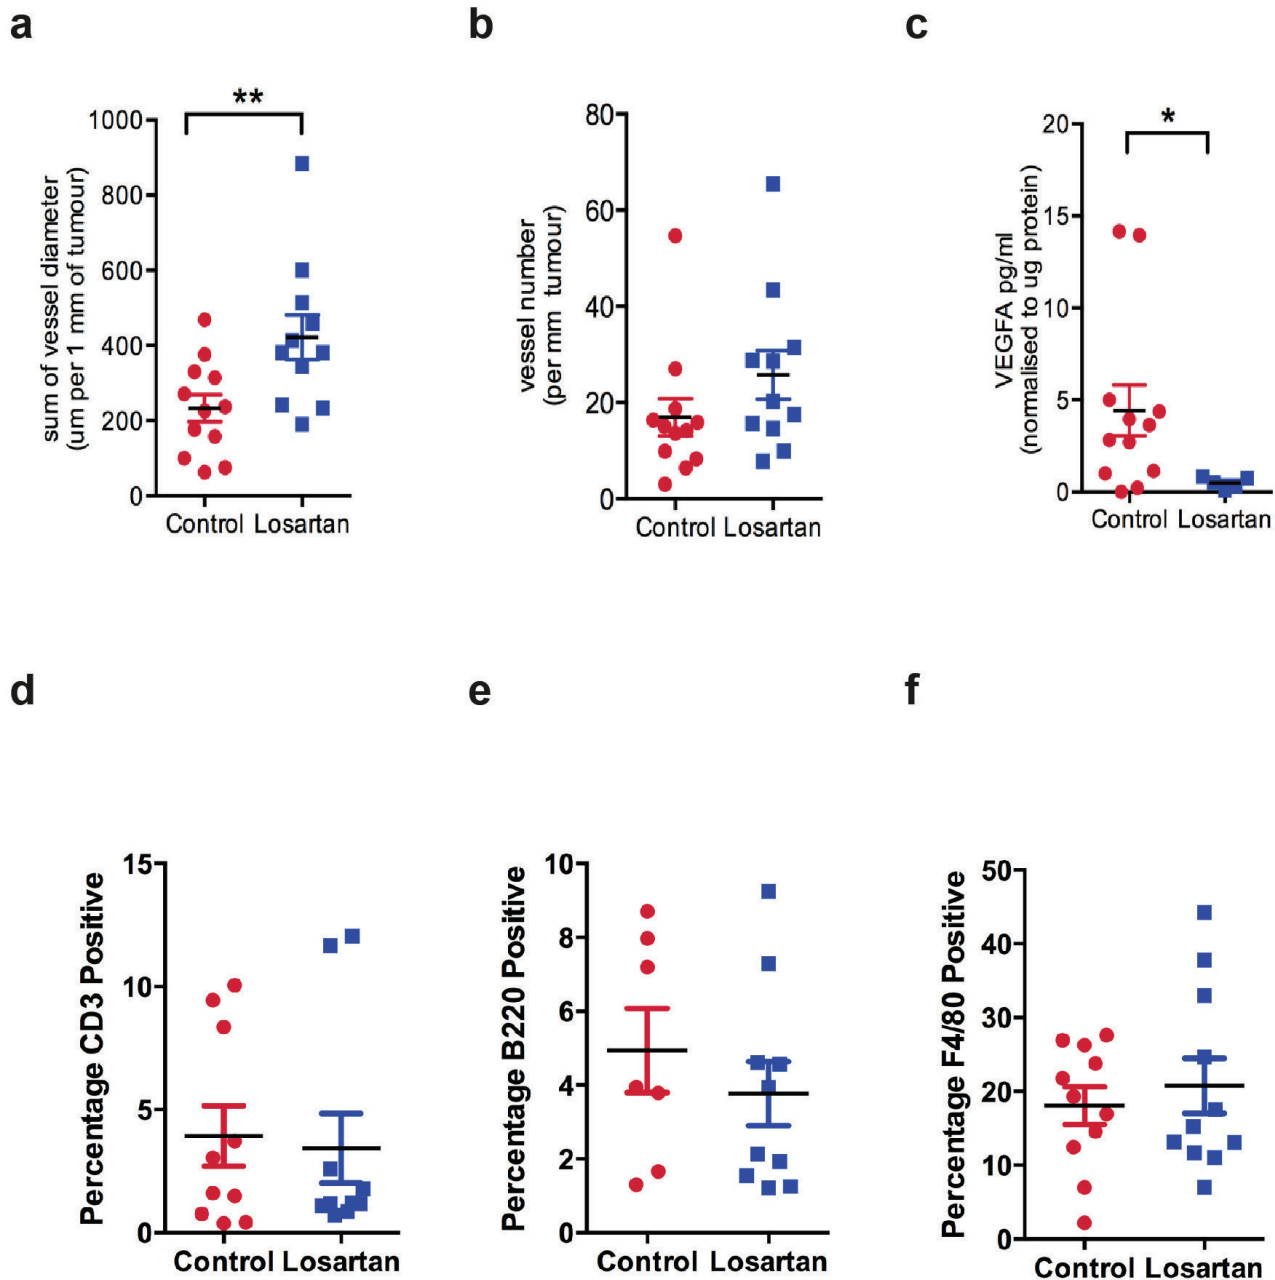 a
b
c
**
1000
800
600
400
200
0
sum of vessel diameter
(um per 1 mm of tumour)
Control Losartan
80
60
40
20
0
vessel number
(per mm tumour)
Control Losartan
*
20
15
10
5
0
VEGFA pg/ml
(normalised to ug protein)
Control Losartan
d
e
f
15
10
5
0
Percentage CD3 Positive
Control Losartan
10
8
6
4
2
0
Percentage B220 Positive
Control Losartan
50
40
30
20
10
0
Percentage F4/80 Positive
Control Losartan